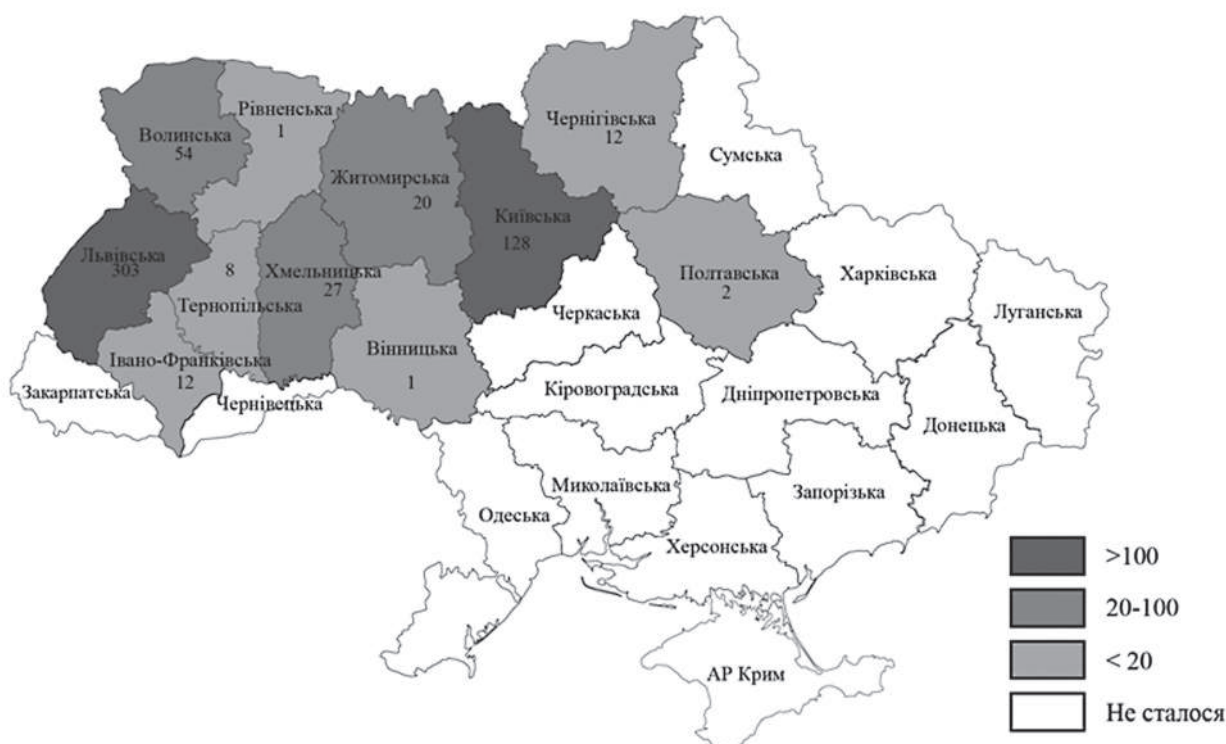 Рівненська
1
Волинська
54
Чернігівська
12
Сумська
Житомирська
20
Київська
128
Львівська
303
8
Тернопільська
Хмельницька
27
Полтавська
2
Харківська
Луганська
Черкаська
Вінницька
1
Івано-Франківська
12
Закарпатська
Чернівецька
Кіровоградська
Дніпропетровська
Донецька
Миколаївська
Запорізька
Одеська
Херсонська
АР Крим
>100
20-100
< 20
Не сталося